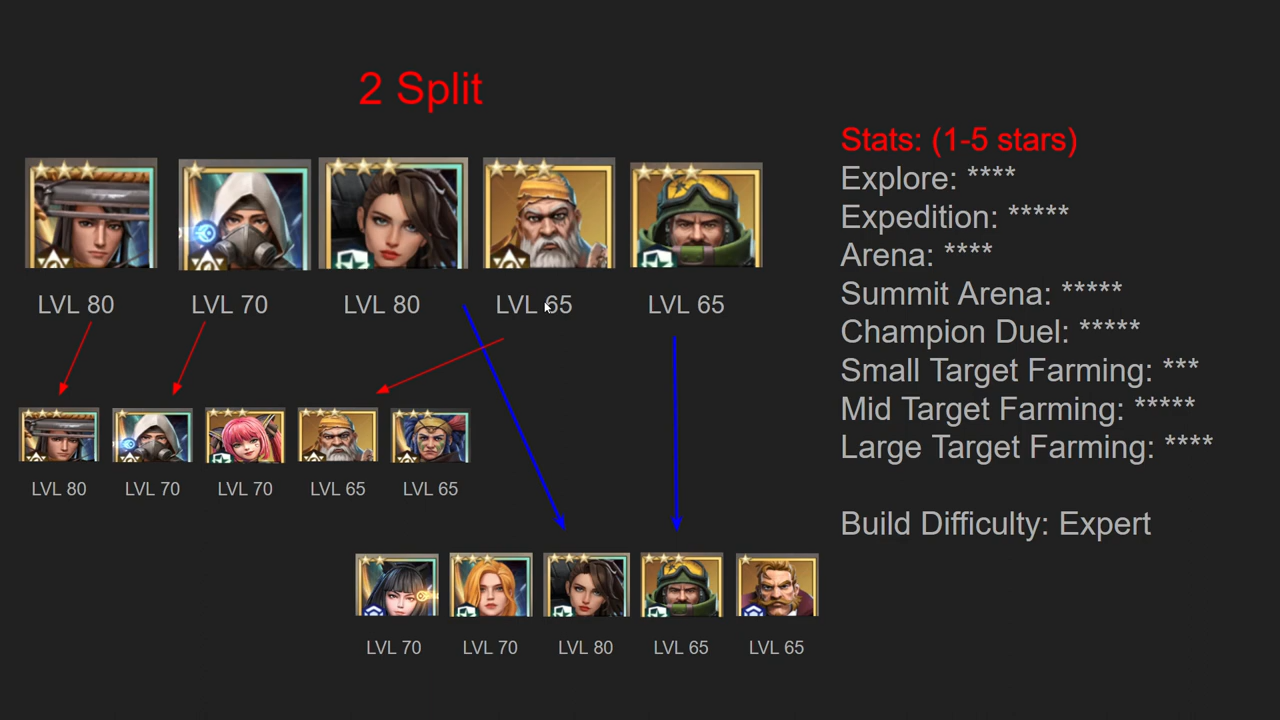 2 Split
LVL 80
LVL 70
LVL 80
LVL 65
LVL 65
LVL 80
LVL 70
LVL 70
LVL 65
LVL 65
LVL 70
LVL 70
LVL 80
LVL 65
LVL 65
Stats: (1-5 stars)
Explore: ****
Expedition: *****
Arena: ****
Summit Arena: *****
Champion Duel: *****
Small Target Farming: ***
Mid Target Farming: *****
Large Target Farming: ****
Build Difficulty: Expert